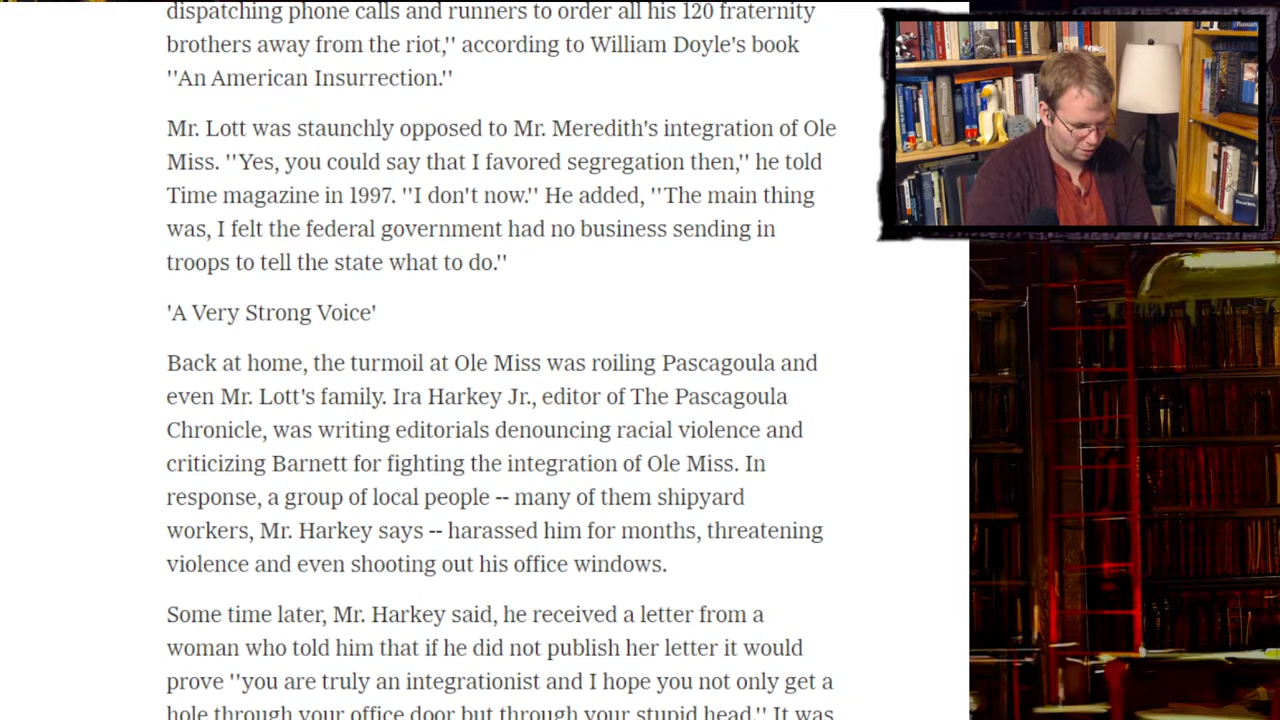 dispatching phone calls and runners to order all his 120 fraternity
brothers away from the riot,'' according to William Doyle's book
''An American Insurrection.''
Mr. Lott was staunchly opposed to Mr. Meredith's integration of Ole
Miss. ''Yes, you could say that I favored segregation then,'' he told
Time magazine in 1997. ''I don't now.'' He added, ''The main thing
was, I felt the federal government had no business sending in
troops to tell the state what to do.''
'A Very Strong Voice'
Back at home, the turmoil at Ole Miss was roiling Pascagoula and
even Mr. Lott's family. Ira Harkey Jr., editor of The Pascagoula
Chronicle, was writing editorials denouncing racial violence and
criticizing Barnett for fighting the integration of Ole Miss. In
response, a group of local people -- many of them shipyard
workers, Mr. Harkey says -- harassed him for months, threatening
violence and even shooting out his office windows.
Some time later, Mr. Harkey said, he received a letter from a
woman who told him that if he did not publish her letter it would
prove ''you are truly an integrationist and I hope you not only get a
hole through your office door but through your stupid head.'' It was